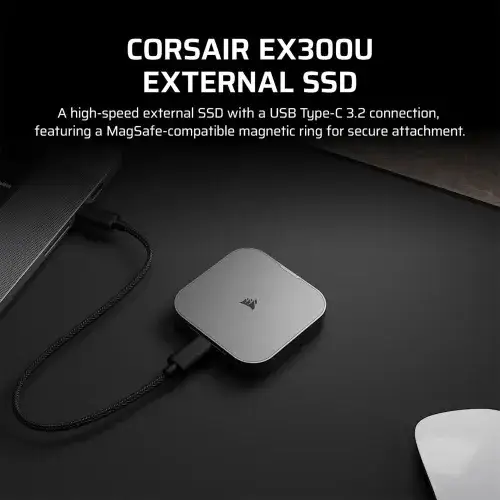 CORSAIR EX300U
EXTERNAL SSD
A high-speed external SSD with a USB Type-C 3.2 connection,
featuring a MagSafe-compatible magnetic ring for secure attachment.